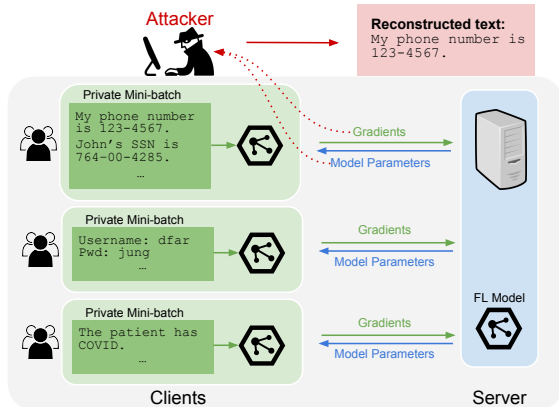 Attacker
Reconstructed text:
My phone number is
123-4567.
Private Mini-batch
My phone number
is 123-4567.
John's SSN is
764-00-4285.
…
Gradients
Model Parameters
Private Mini-batch
Username: dfar
Pwd: jung
…
Gradients
Model Parameters
Private Mini-batch
The patient has
COVID.
…
Gradients
Model Parameters
FL Model
Clients
Server